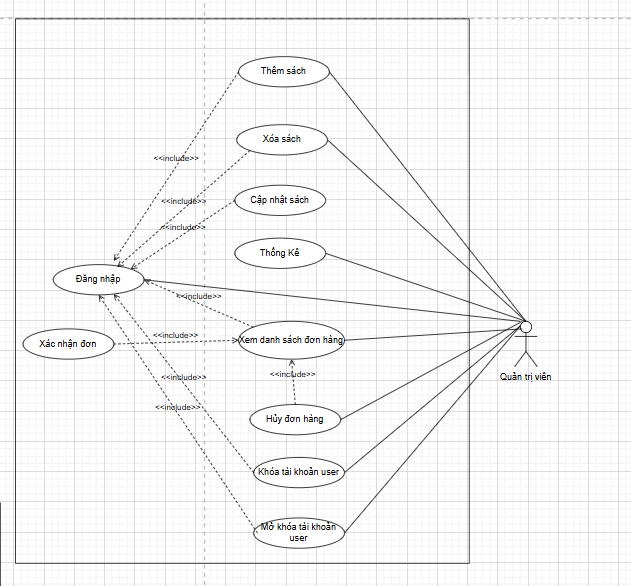 Thêm sách
Xóa sách
<<include>>
Cập nhật sách
<<include>>
<<include>>
Thống Kê
Đăng nhập
<<include>>
Xác nhận đơn
<<include>>
Xem danh sách đơn hàng
Quản trị viên
<<include>>
<<include>>
<<include>>
Hủy đơn hàng
Khóa tài khoản user
Mở khóa tài khoản
user